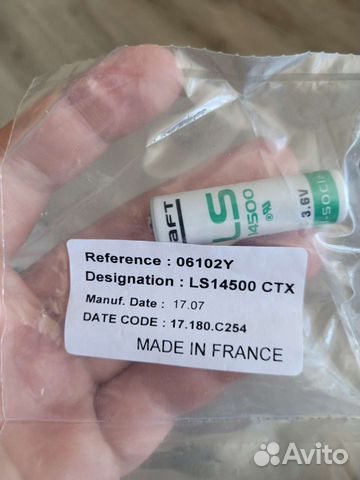 AFT
LS
14500
3.6V
Reference : 06102Y
Designation : LS14500 CTX
Manuf. Date : 17.07
DATE CODE : 17.180.C254
MADE IN FRANCE
Avito